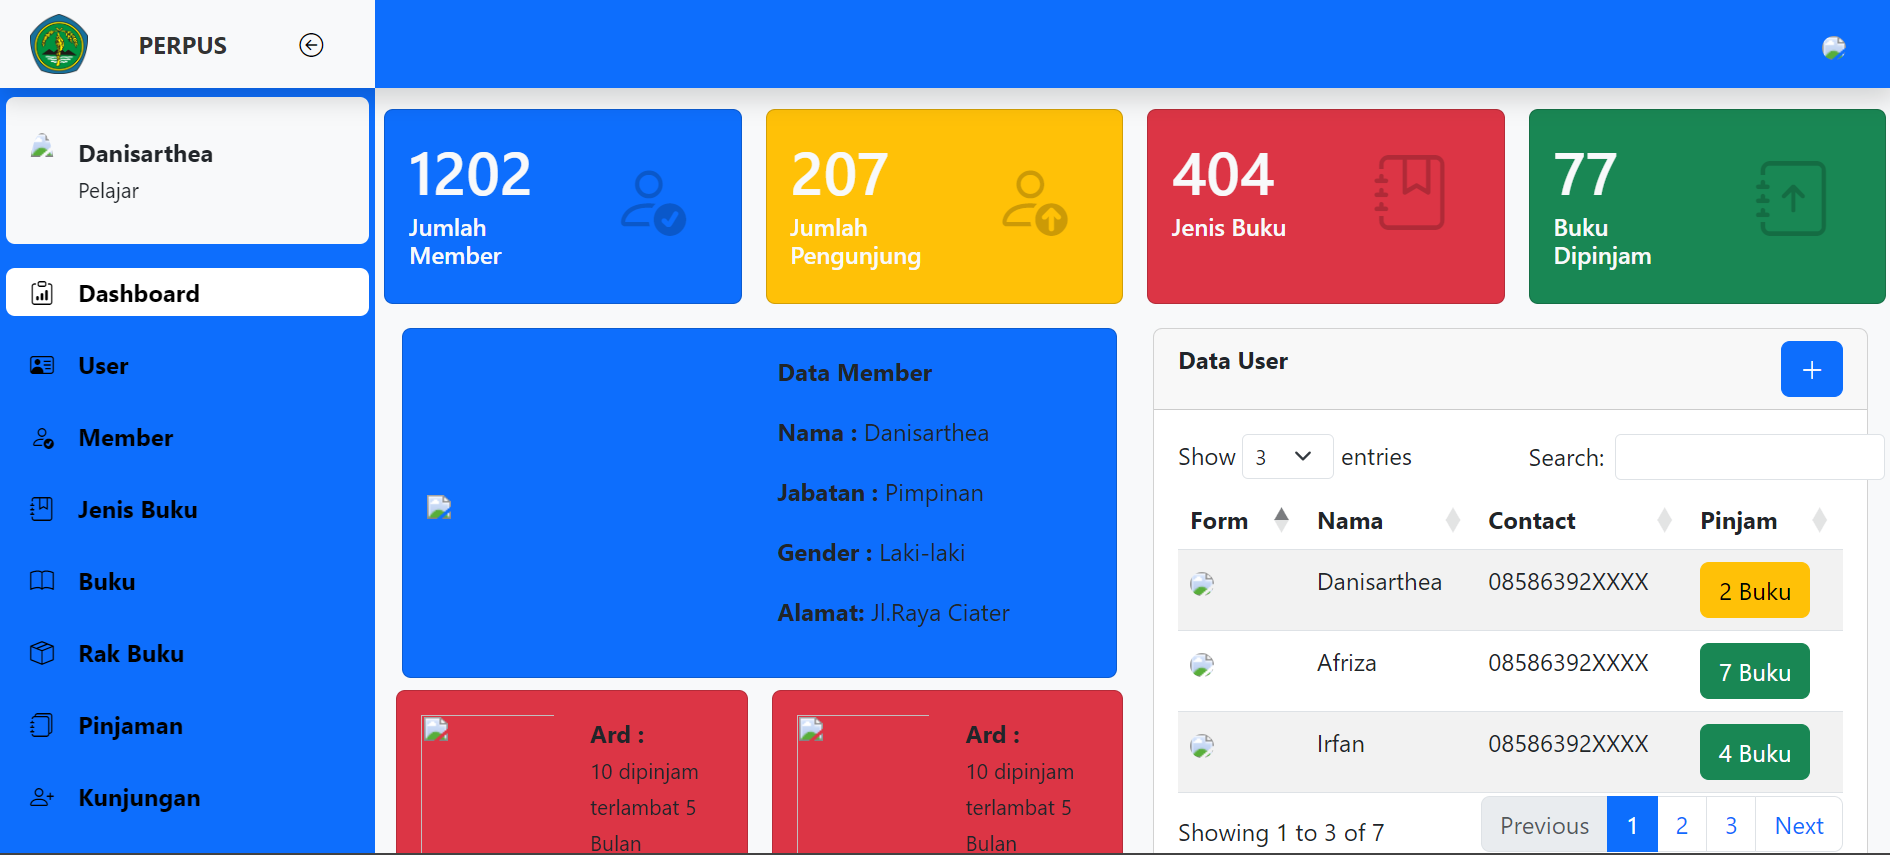 PERPUS
Danisarthea
Pelajar
Dashboard
User
Member
Jenis Buku
Buku
Rak Buku
Pinjaman
Kunjungan
1202
Jumlah
Member
207
Jumlah
Pengunjung
404
Jenis Buku
77
Buku
Dipinjam
Data Member
Nama : Danisarthea
Jabatan : Pimpinan
Gender : Laki-laki
Alamat: Jl.Raya Ciater
Ard :
10 dipinjam
terlambat 5
Bulan
Ard :
10 dipinjam
terlambat 5
Bulan
Data User
Show 3 entries
Search:
Form Nama Contact Pinjam
Danisarthea 08586392XXXX 2 Buku
Afriza 08586392XXXX 7 Buku
Irfan 08586392XXXX 4 Buku
Showing 1 to 3 of 7
Previous 1 2 3 Next